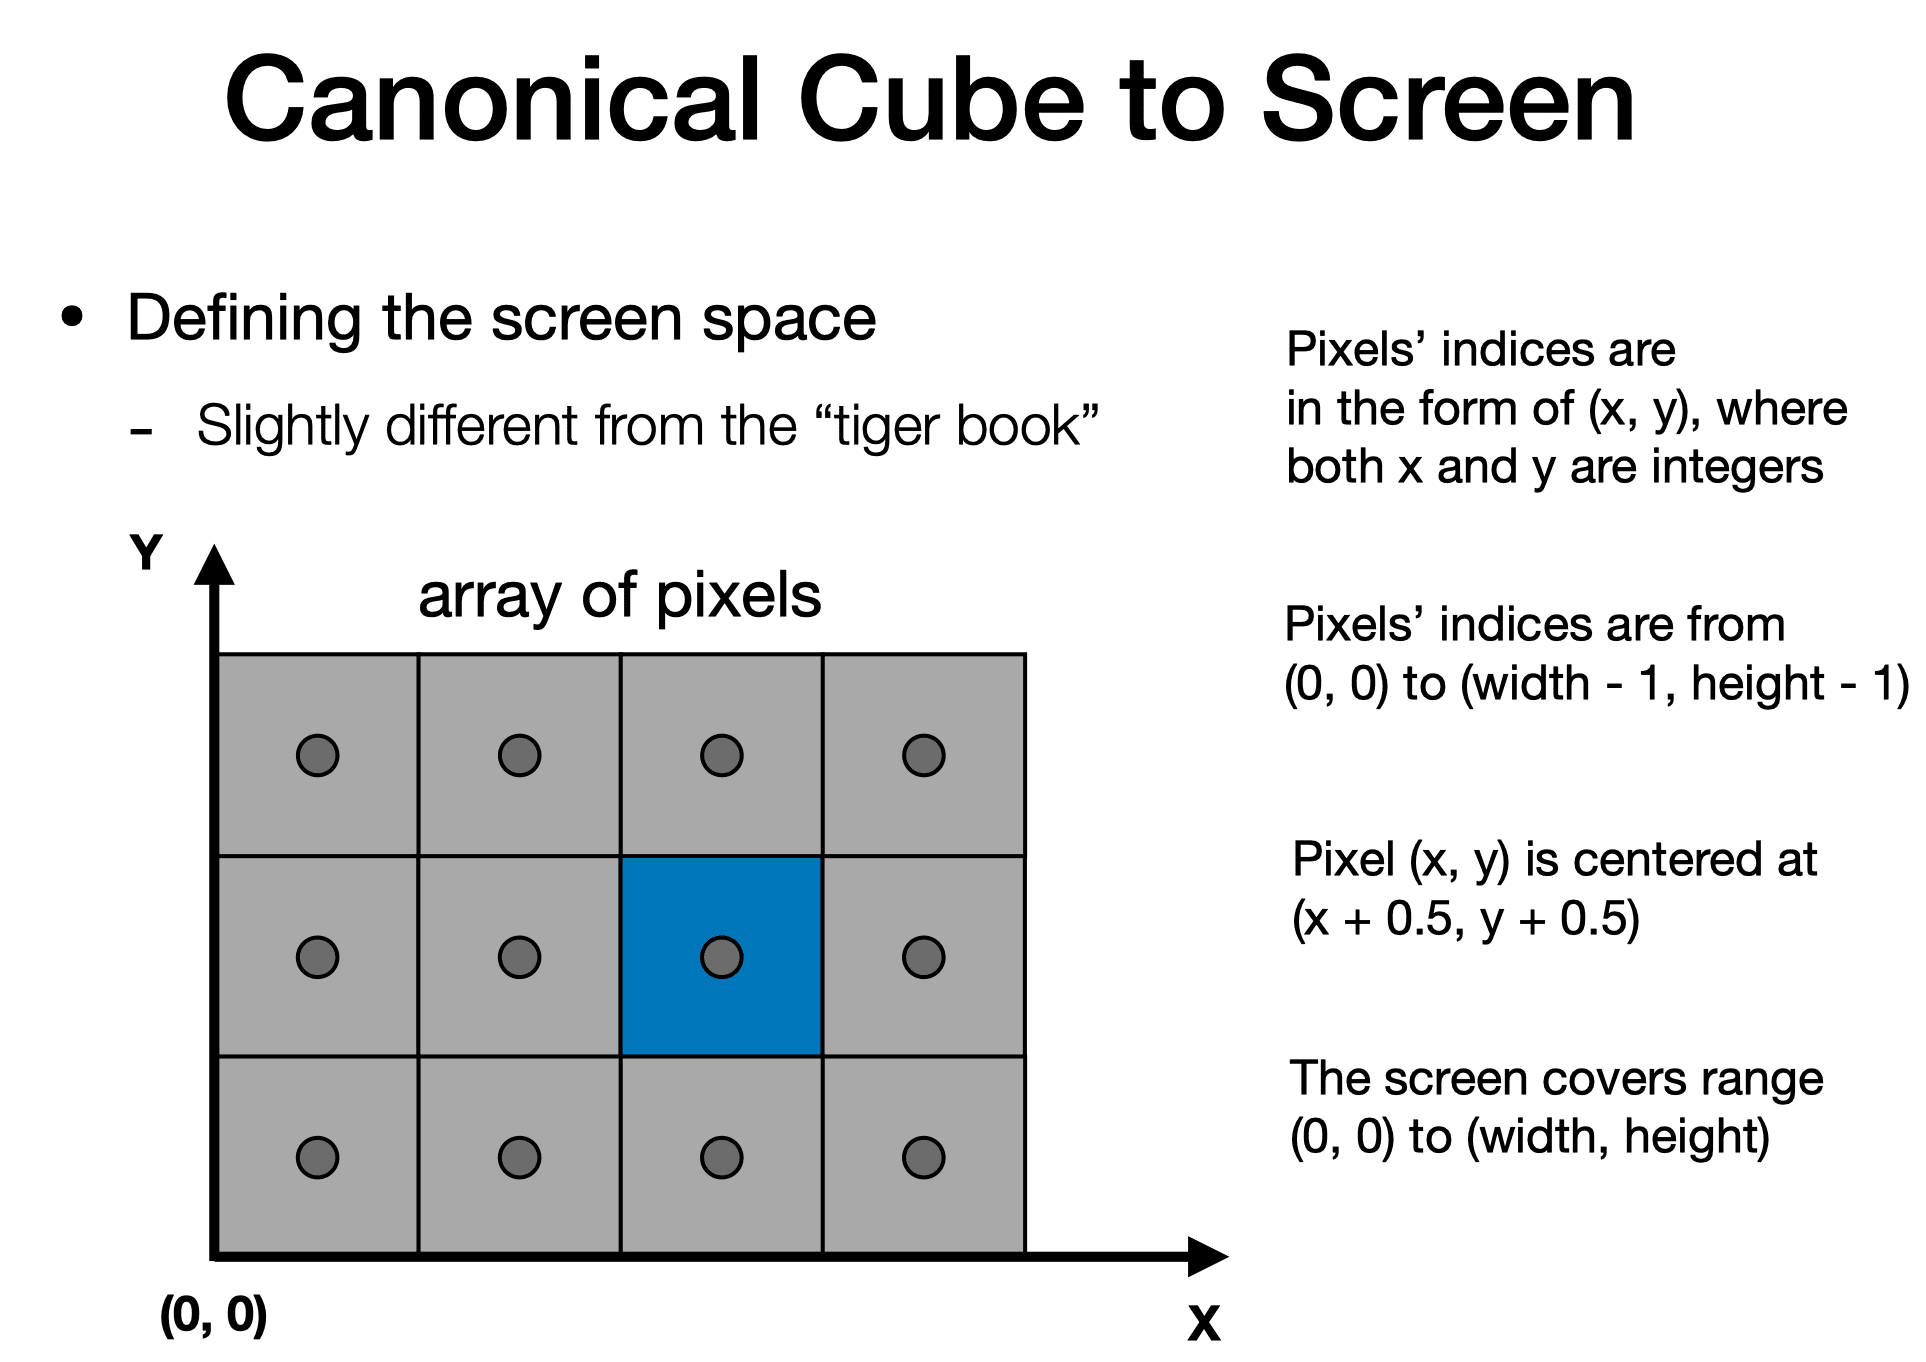 Canonical Cube to Screen
• Defining the screen space
- Slightly different from the “tiger book”
Y
array of pixels
(0, 0)
X
Pixels’ indices are
in the form of (x, y), where
both x and y are integers
Pixels’ indices are from
(0, 0) to (width - 1, height - 1)
Pixel (x, y) is centered at
(x + 0.5, y + 0.5)
The screen covers range
(0, 0) to (width, height)